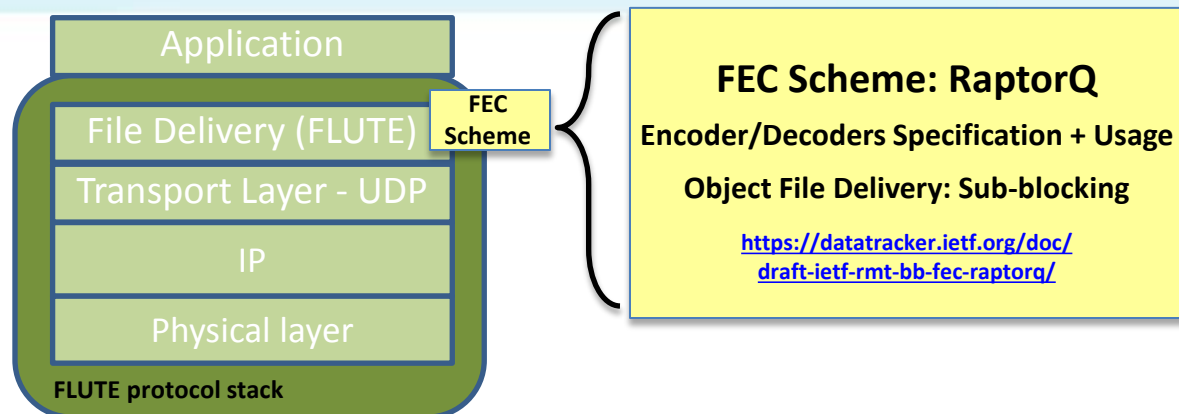 Application
File Delivery (FLUTE)
FEC
Scheme
Transport Layer - UDP
IP
Physical layer
FLUTE protocol stack
FEC Scheme: RaptorQ
Encoder/Decoders Specification + Usage
Object File Delivery: Sub-blocking
https://datatracker.ietf.org/doc/
draft-ietf-rmt-bb-fec-raptorq/